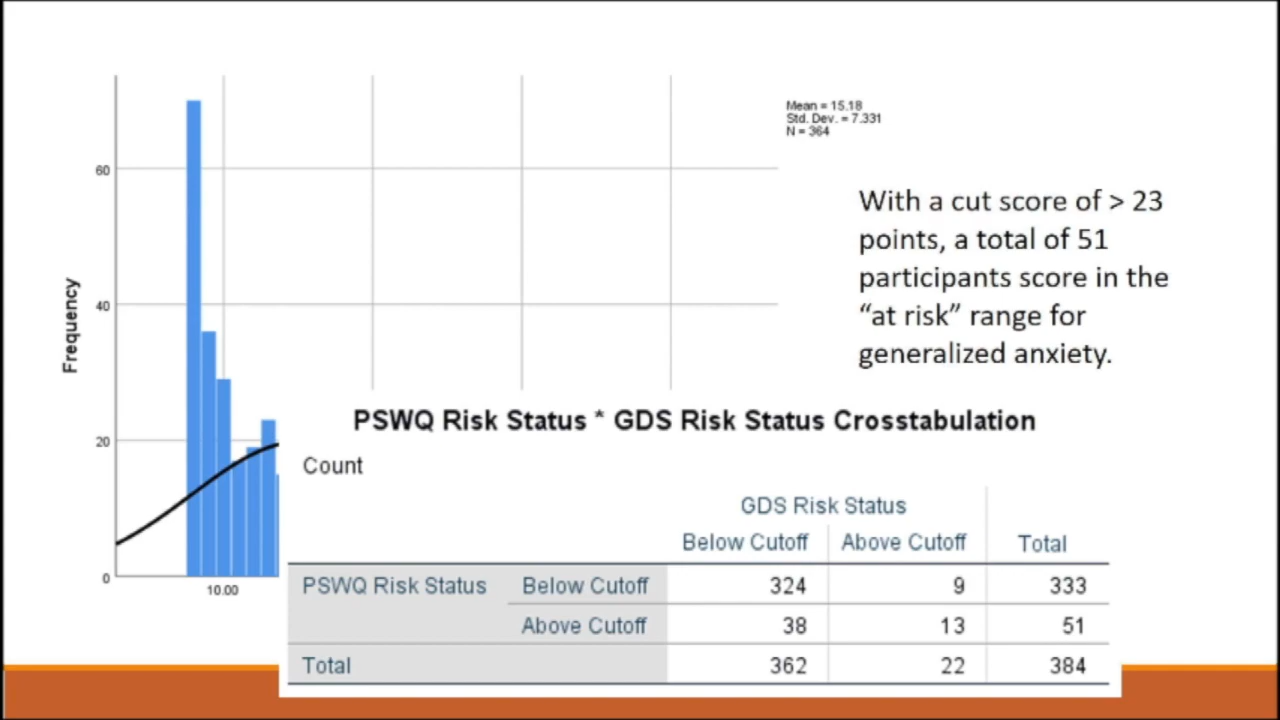 Mean = 15.18
Std. Dev. = 7.331
N = 364
60
40
20
0
Frequency
10.00
With a cut score of > 23
points, a total of 51
participants score in the
“at risk” range for
generalized anxiety.
PSWQ Risk Status * GDS Risk Status Crosstabulation
Count
GDS Risk Status
Below Cutoff Above Cutoff Total
PSWQ Risk Status Below Cutoff 324 9 333
Above Cutoff 38 13 51
Total 362 22 384